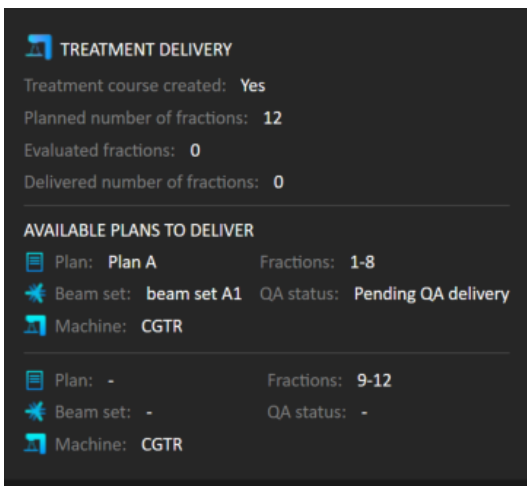 TREATMENT DELIVERY
Treatment course created: Yes
Planned number of fractions: 12
Evaluated fractions: 0
Delivered number of fractions: 0
AVAILABLE PLANS TO DELIVER
Plan: Plan A Fractions: 1-8
Beam set: beam set A1 QA status: Pending QA delivery
Machine: CGTR
Plan: - Fractions: 9-12
Beam set: - QA status: -
Machine: CGTR